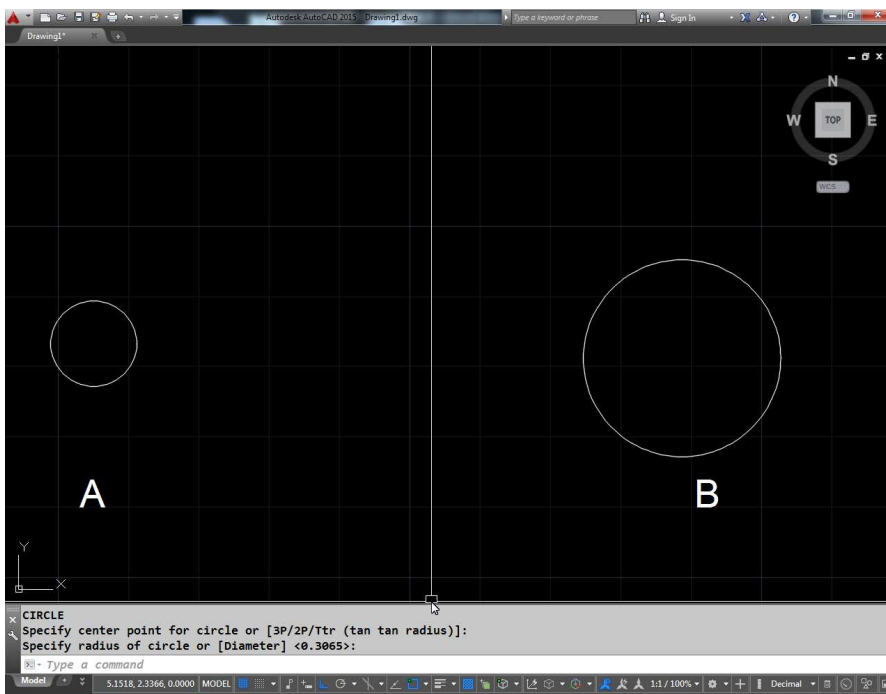 Autodesk AutoCAD 2015 Drawing1.dwg
Type a keyword or phrase
Sign In
Drawing1*
N
W TOP E
S
WCS
A
B
Y
X
CIRCLE
Specify center point for circle or [3P/2P/Ttr (tan tan radius)]:
Specify radius of circle or [Diameter] <0.3065>:
Type a command
Model
5.1518, 2.3366, 0.0000 MODEL 1:1 / 100% Decimal